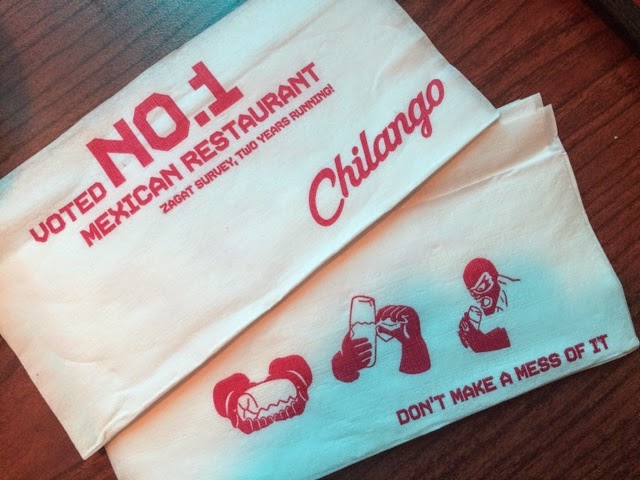 VOTED NO.1
MEXICAN RESTAURANT
ZAGAT SURVEY, TWO YEARS RUNNING!
Chilango
DON'T MAKE A MESS OF IT